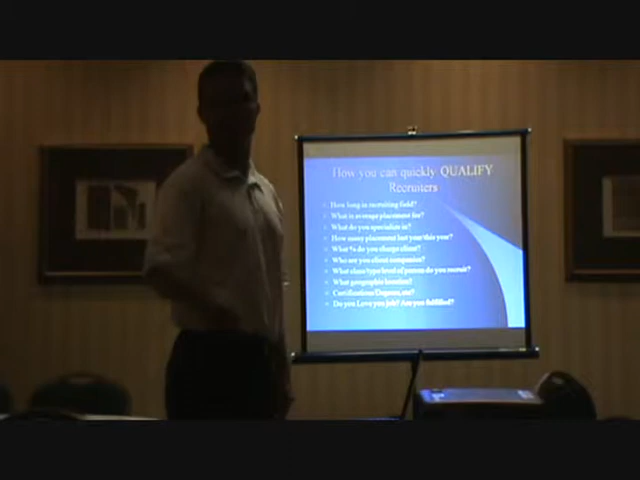 How you can quickly QUALIFY
Recruiters
How long in recruiting field?
What is average placement fee?
What do you specialize in?
How many placement last year/this year?
What % do you charge client?
Who are you client companies?
What class/type/level of person do you recruit?
What geographic location?
Certifications/Degrees, etc?
Do you Love you job? Are you fulfilled?